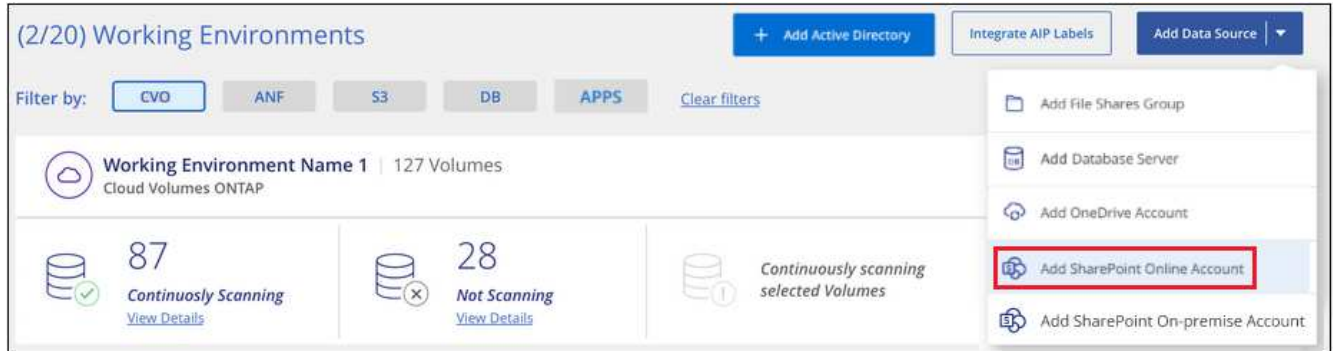 (2/20) Working Environments
+ Add Active Directory
Integrate AIP Labels
Add Data Source
Filter by:
CVO
ANF
S3
DB
APPS
Clear filters
Working Environment Name 1 | 127 Volumes
Cloud Volumes ONTAP
87
Continuosly Scanning
View Details
28
Not Scanning
View Details
Continuously scanning
selected Volumes
Add File Shares Group
DB
Add Database Server
Add OneDrive Account
S
Add SharePoint Online Account
S
Add SharePoint On-premise Account